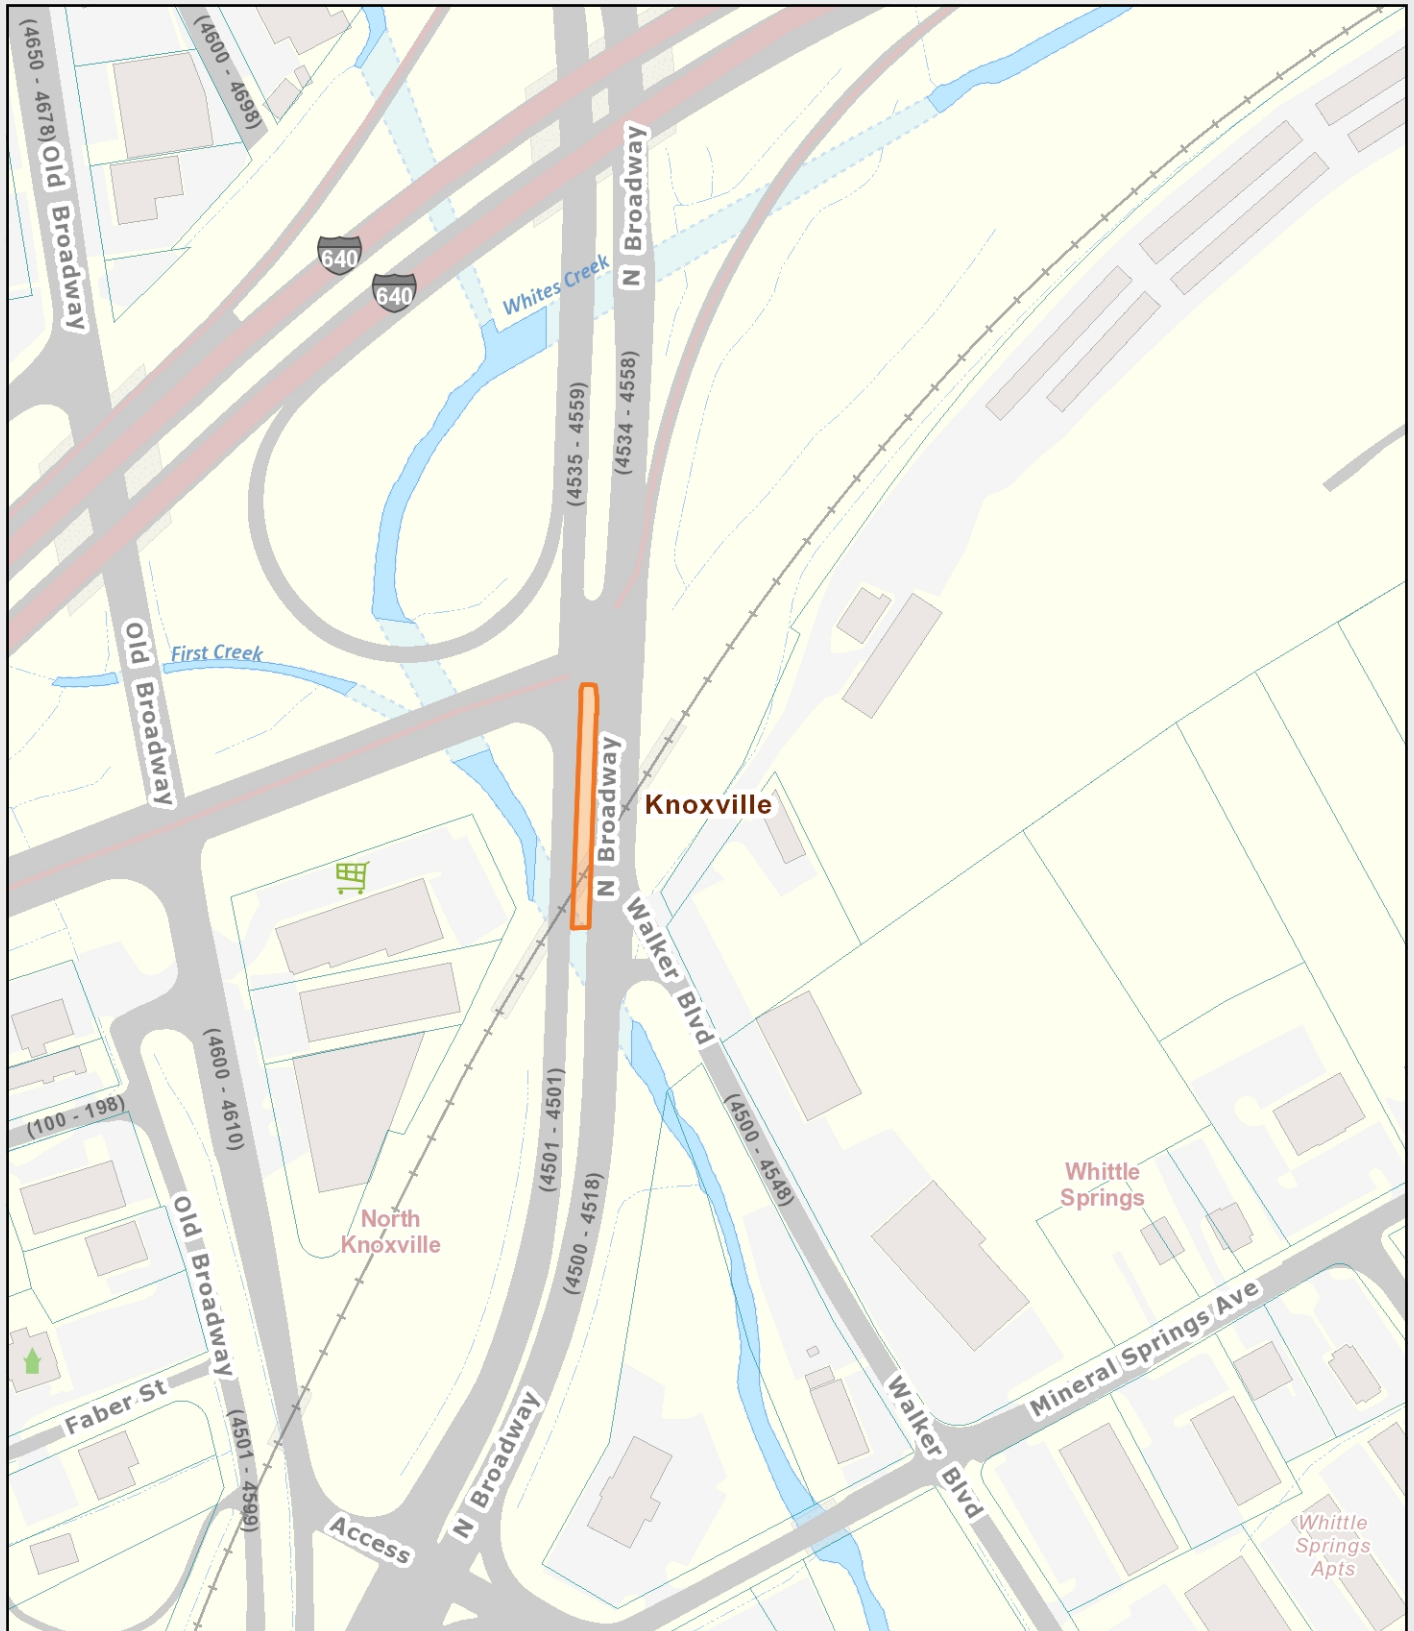 (4650 - 4678)
(4600 - 4698)
Old Broadway
N Broadway
640
640
Whites Creek
(4535 - 4559)
(4534 - 4558)
Old Broadway
First Creek
N Broadway
Knoxville
Walker Blvd
(4600 - 4610)
(100 - 198)
(4501 - 4501)
(4500 - 4518)
(4500 - 4548)
Whittle
Springs
North
Knoxville
Old Broadway
Mineral Springs Ave
Faber St
(4501 - 4599)
N Broadway
Walker Blvd
Access
Whittle
Springs
Apts